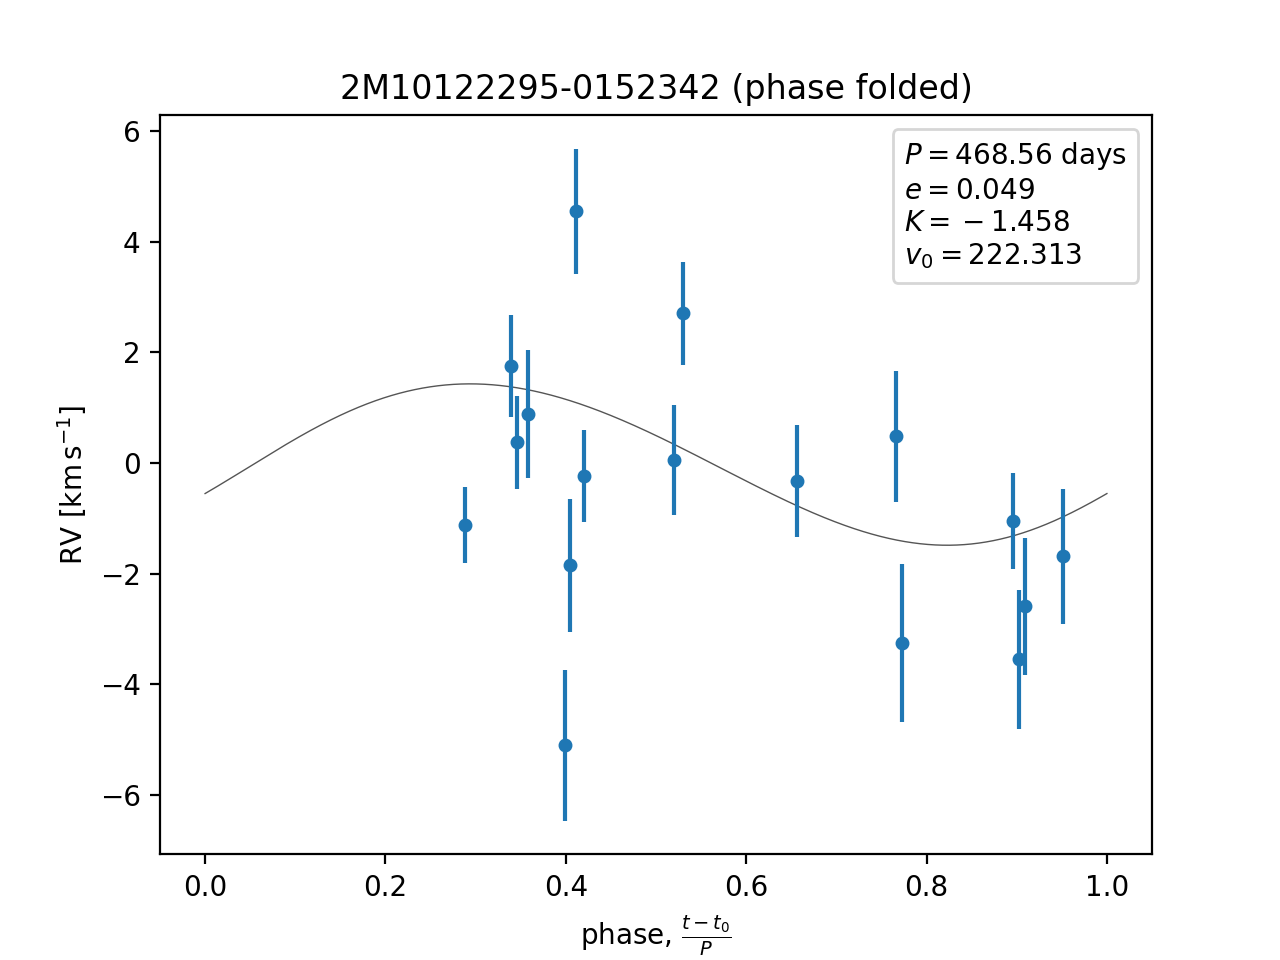 2M10122295-0152342 (phase folded)
P = 468.56 days
e = 0.049
K = −1.458
v₀ = 222.313
6
4
2
0
−2
−4
−6
RV [km s⁻¹]
0.0 0.2 0.4 0.6 0.8 1.0
phase, (t − t₀)/P